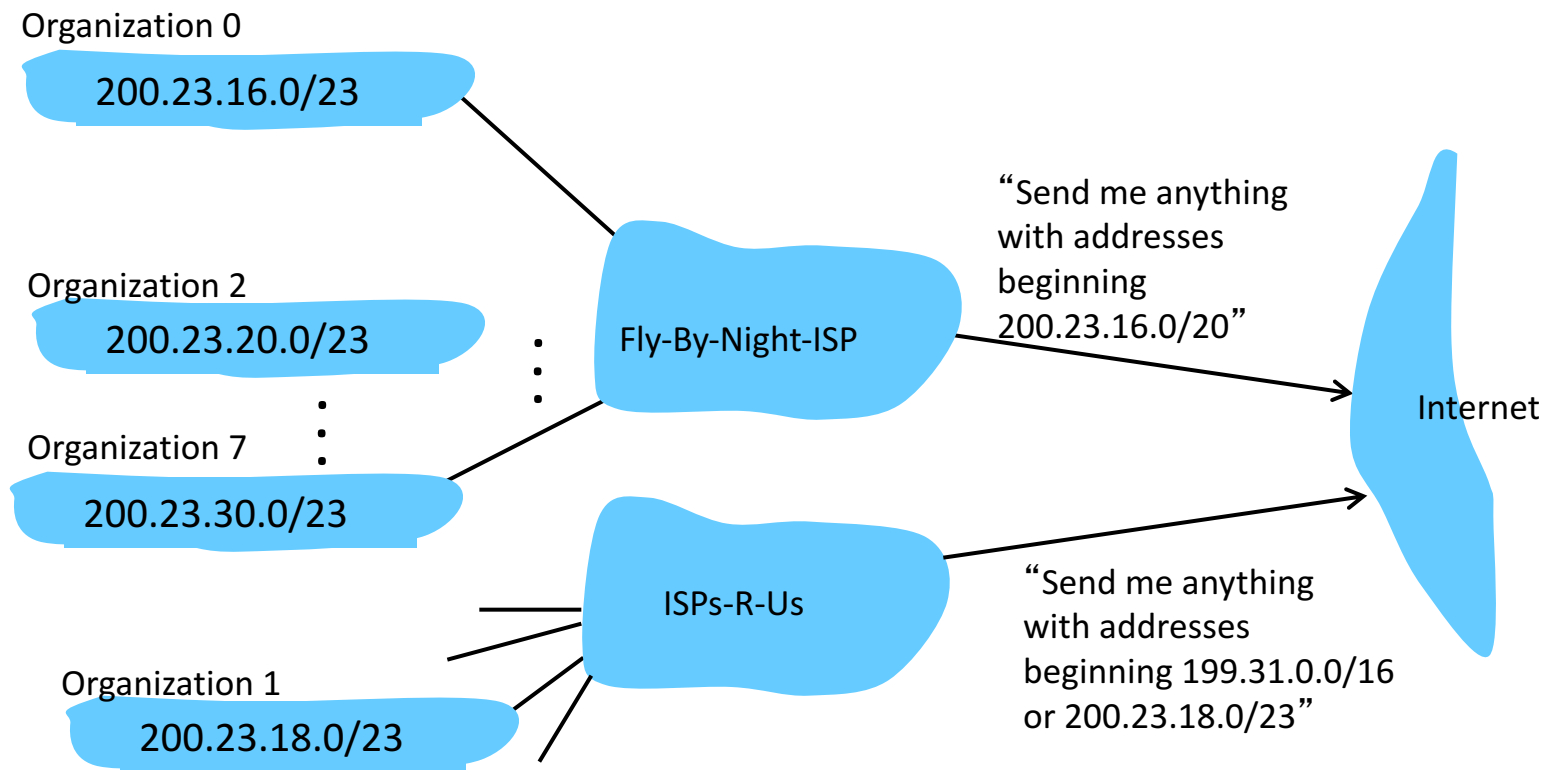 Organization 0
200.23.16.0/23
Organization 2
200.23.20.0/23
Organization 7
200.23.30.0/23
Fly-By-Night-ISP
“Send me anything
with addresses
beginning
200.23.16.0/20”
Internet
ISPs-R-Us
“Send me anything
with addresses
beginning 199.31.0.0/16
or 200.23.18.0/23”
Organization 1
200.23.18.0/23